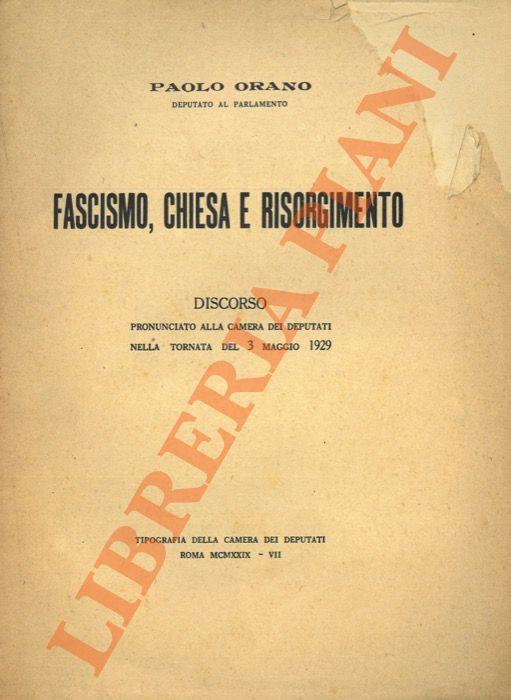 PAOLO ORANO
DEPUTATO AL PARLAMENTO
FASCISMO, CHIESA E RISORGIMENTO
DISCORSO
PRONUNCIATO ALLA CAMERA DEI DEPUTATI
NELLA TORNATA DEL 3 MAGGIO 1929
TIPOGRAFIA DELLA CAMERA DEI DEPUTATI
ROMA MCMXXIX - VII
LIBRERIA PIANI